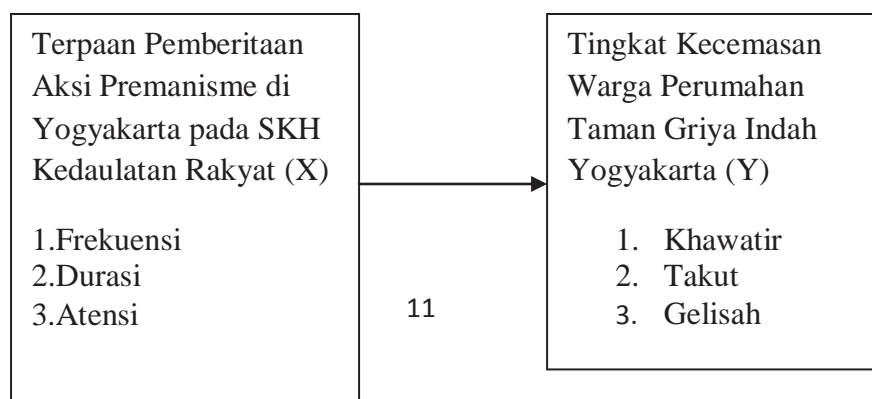 Terpaan Pemberitaan
Aksi Premanisme di
Yogyakarta pada SKH
Kedaulatan Rakyat (X)
1.Frekuensi
2.Durasi
3.Atensi
11
Tingkat Kecemasan
Warga Perumahan
Taman Griya Indah
Yogyakarta (Y)
1. Khawatir
2. Takut
3. Gelisah